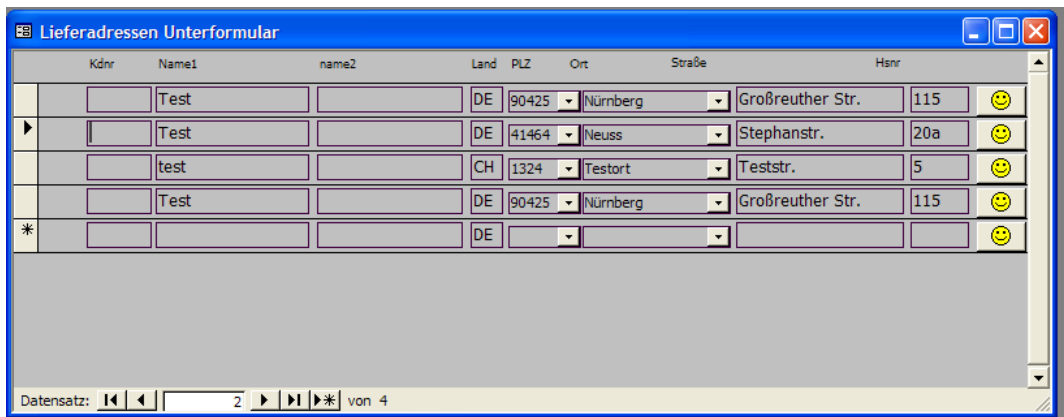 Lieferadressen Unterformular
Kdnr Name1 name2 Land PLZ Ort Straße Hsnr
Test DE 90425 Nürnberg Großreuther Str. 115
Test DE 41464 Neuss Stephanstr. 20a
test CH 1324 Testort Teststr. 5
Test DE 90425 Nürnberg Großreuther Str. 115
DE
Datensatz: 2 von 4